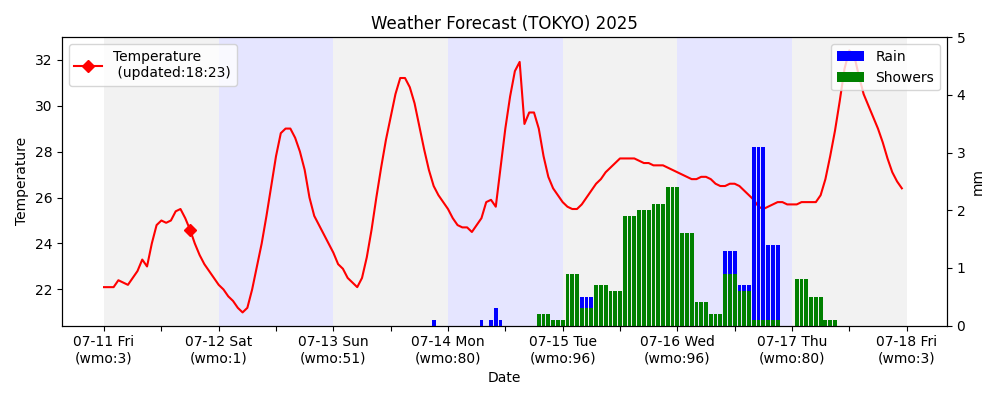 Weather Forecast (TOKYO) 2025
Temperature
(updated:18:23)
Rain
Showers
Temperature
32
30
28
26
24
22
5
4
3
2
1
0
mm
07-11 Fri
(wmo:3)
07-12 Sat
(wmo:1)
07-13 Sun
(wmo:51)
07-14 Mon
(wmo:80)
07-15 Tue
(wmo:96)
07-16 Wed
(wmo:96)
07-17 Thu
(wmo:80)
07-18 Fri
(wmo:3)
Date